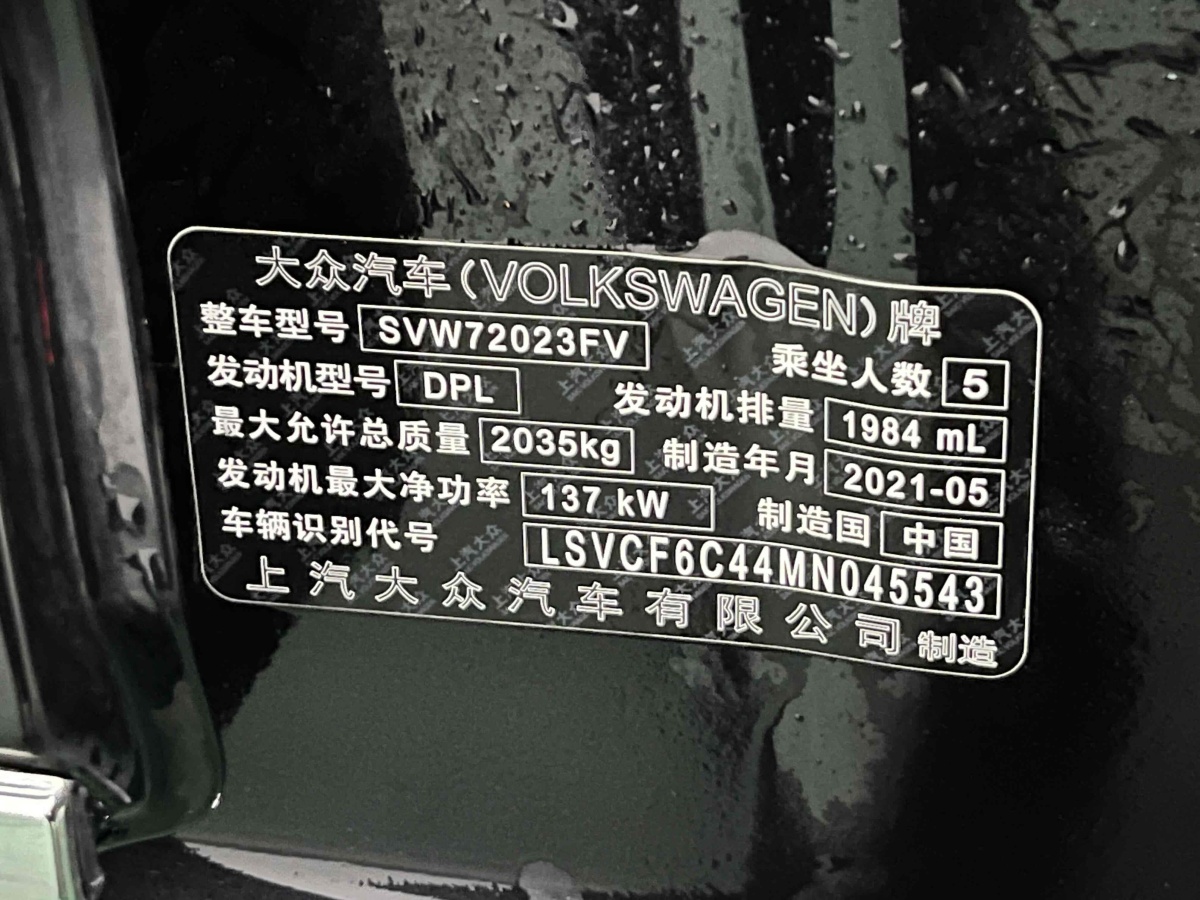 大众汽车(VOLKSWAGEN)牌
整车型号 SVW72023FV 乘坐人数 5
发动机型号 DPL 发动机排量 1984 mL
最大允许总质量 2035kg 制造年月 2021-05
发动机最大净功率 137 kW 制造国 中国
车辆识别代号 LSVCF6C44MN045543
上汽大众汽车有限公司 制造